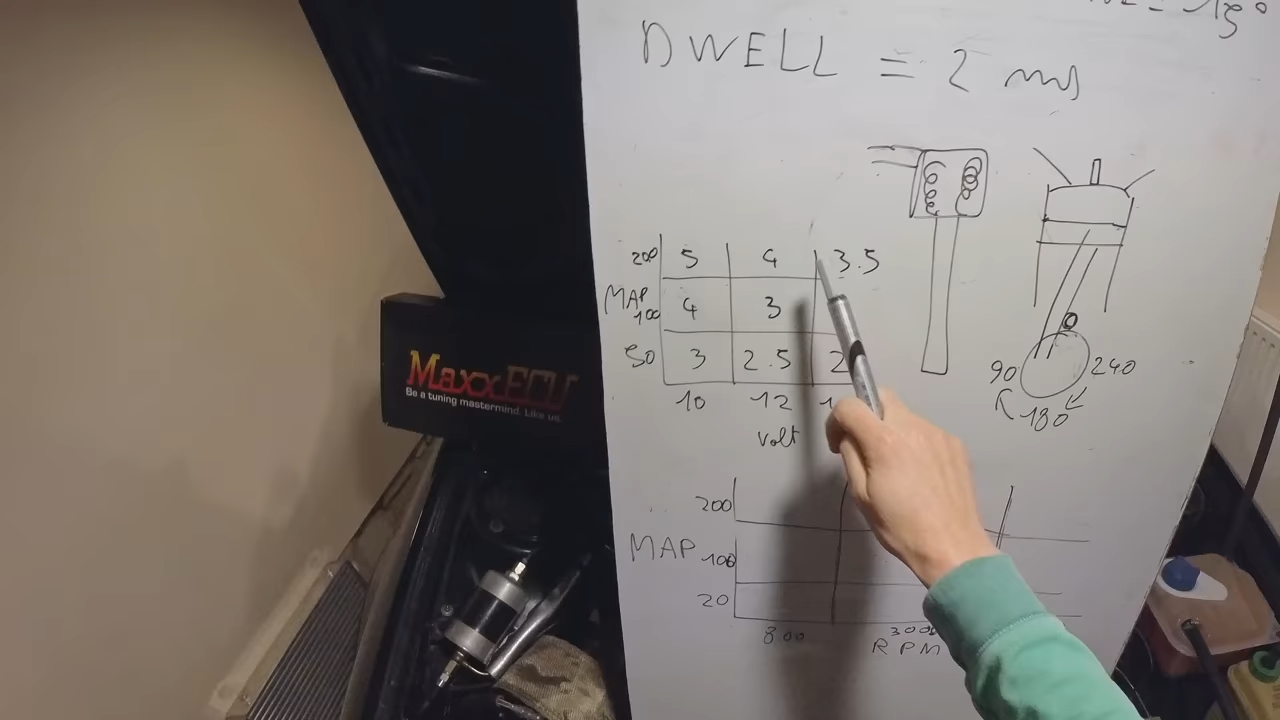 DWELL = 2 ms
200 5 4 3.5
MAP
100 4 3
50 3 2.5 2
10 12
volt
90 240
180
MaxxECU
Be a tuning mastermind. Like us.
200
MAP 100
20
800 3000
RPM